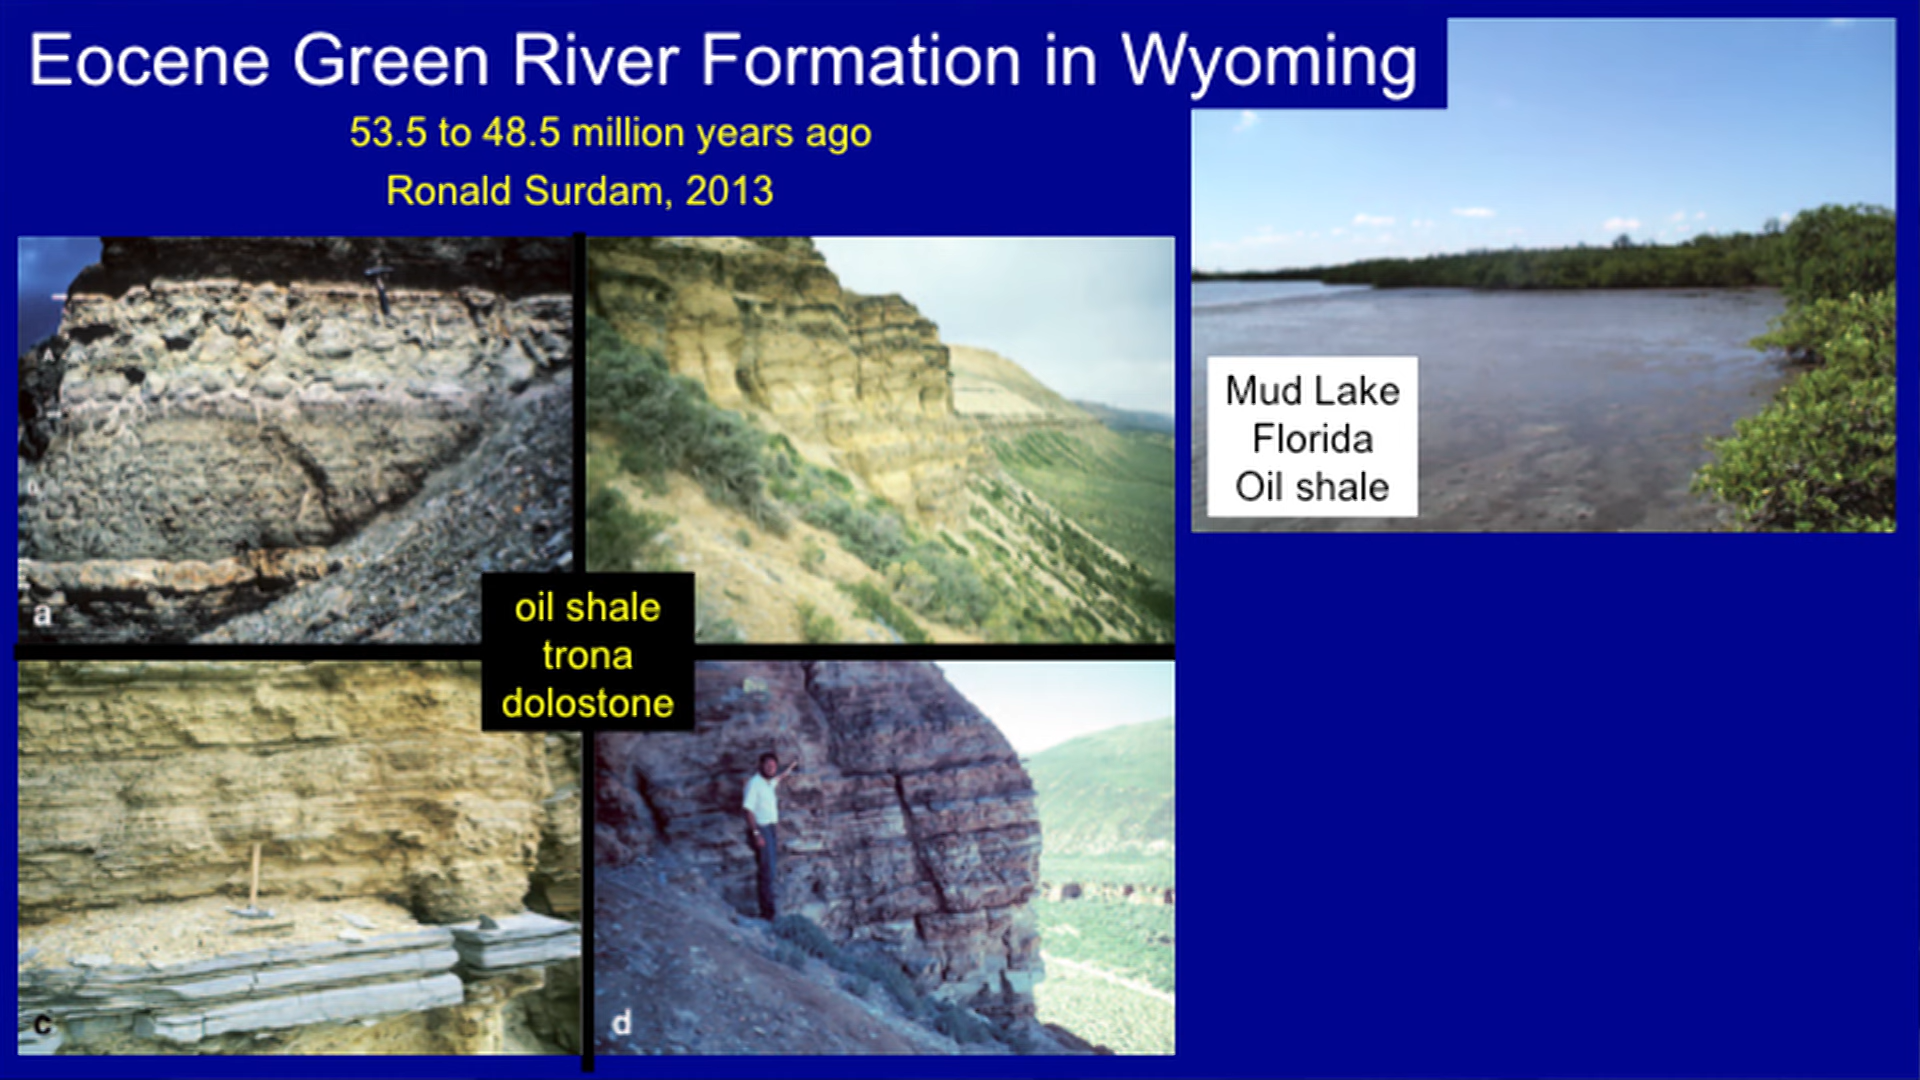 Eocene Green River Formation in Wyoming
53.5 to 48.5 million years ago
Ronald Surdam, 2013
A
a
oil shale
trona
dolostone
c
d
Mud Lake
Florida
Oil shale